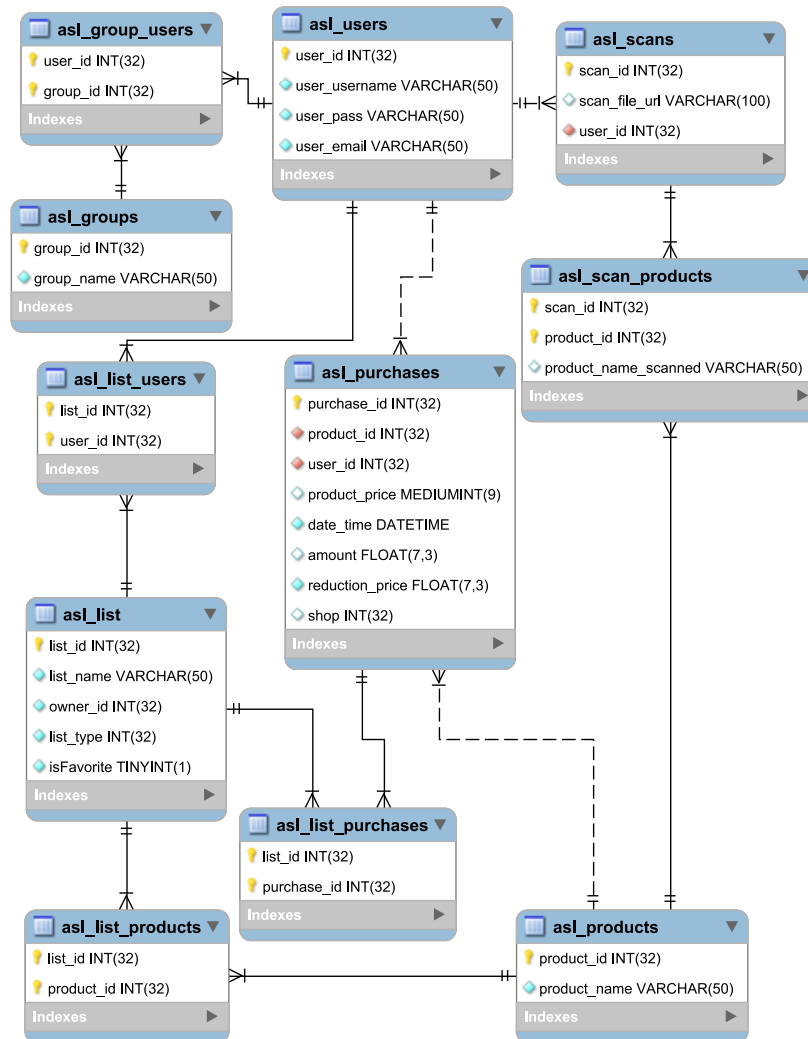 asl_group_users
user_id INT(32)
group_id INT(32)
Indexes
asl_users
user_id INT(32)
user_username VARCHAR(50)
user_pass VARCHAR(50)
user_email VARCHAR(50)
Indexes
asl_scans
scan_id INT(32)
scan_file_url VARCHAR(100)
user_id INT(32)
Indexes
asl_groups
group_id INT(32)
group_name VARCHAR(50)
Indexes
asl_scan_products
scan_id INT(32)
product_id INT(32)
product_name_scanned VARCHAR(50)
Indexes
asl_list_users
list_id INT(32)
user_id INT(32)
Indexes
asl_purchases
purchase_id INT(32)
product_id INT(32)
user_id INT(32)
product_price MEDIUMINT(9)
date_time DATETIME
amount FLOAT(7,3)
reduction_price FLOAT(7,3)
shop INT(32)
Indexes
asl_list
list_id INT(32)
list_name VARCHAR(50)
owner_id INT(32)
list_type INT(32)
isFavorite TINYINT(1)
Indexes
asl_list_purchases
list_id INT(32)
purchase_id INT(32)
Indexes
asl_list_products
list_id INT(32)
product_id INT(32)
Indexes
asl_products
product_id INT(32)
product_name VARCHAR(50)
Indexes